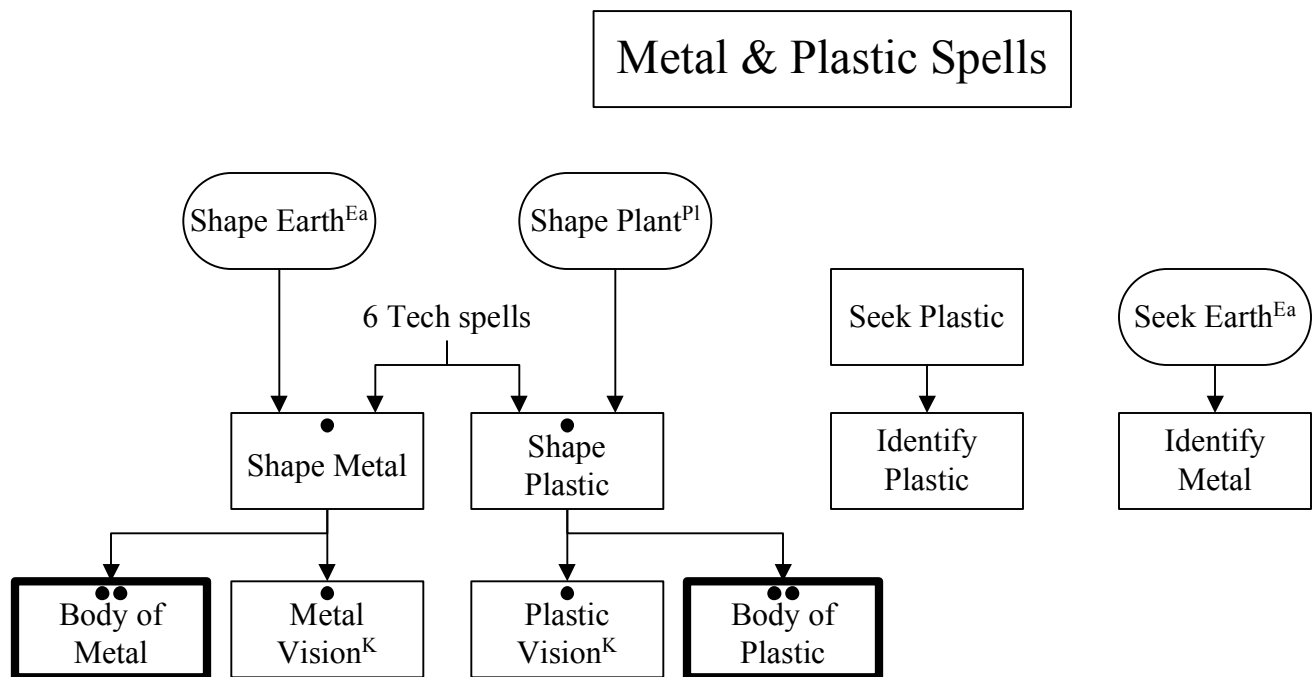 Metal & Plastic Spells
Shape Earth^Ea
Shape Plant^Pl
6 Tech spells
Seek Plastic
Seek Earth^Ea
Shape Metal
Shape
Plastic
Identify
Plastic
Identify
Metal
Body of
Metal
Metal
Vision^K
Plastic
Vision^K
Body of
Plastic